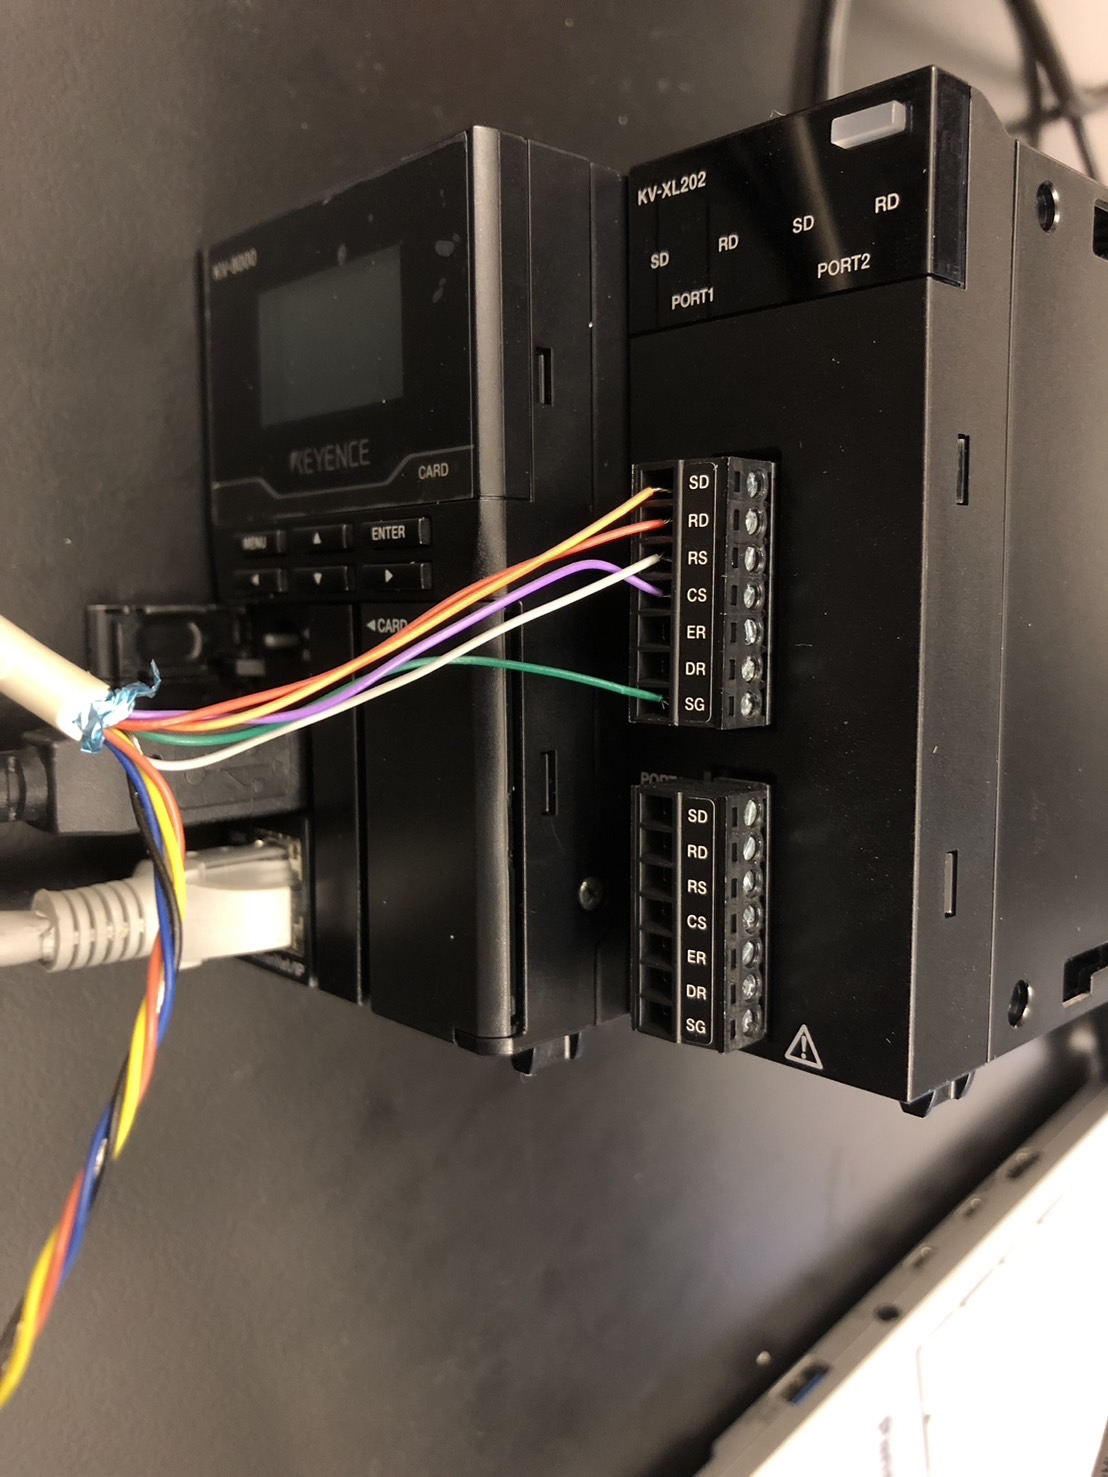 KV-8000
KEYENCE
CARD
MENU
ENTER
CARD
KV-XL202
SD
RD
SD
RD
PORT1
PORT2
SD
RD
RS
CS
ER
DR
SG
SD
RD
RS
CS
ER
DR
SG